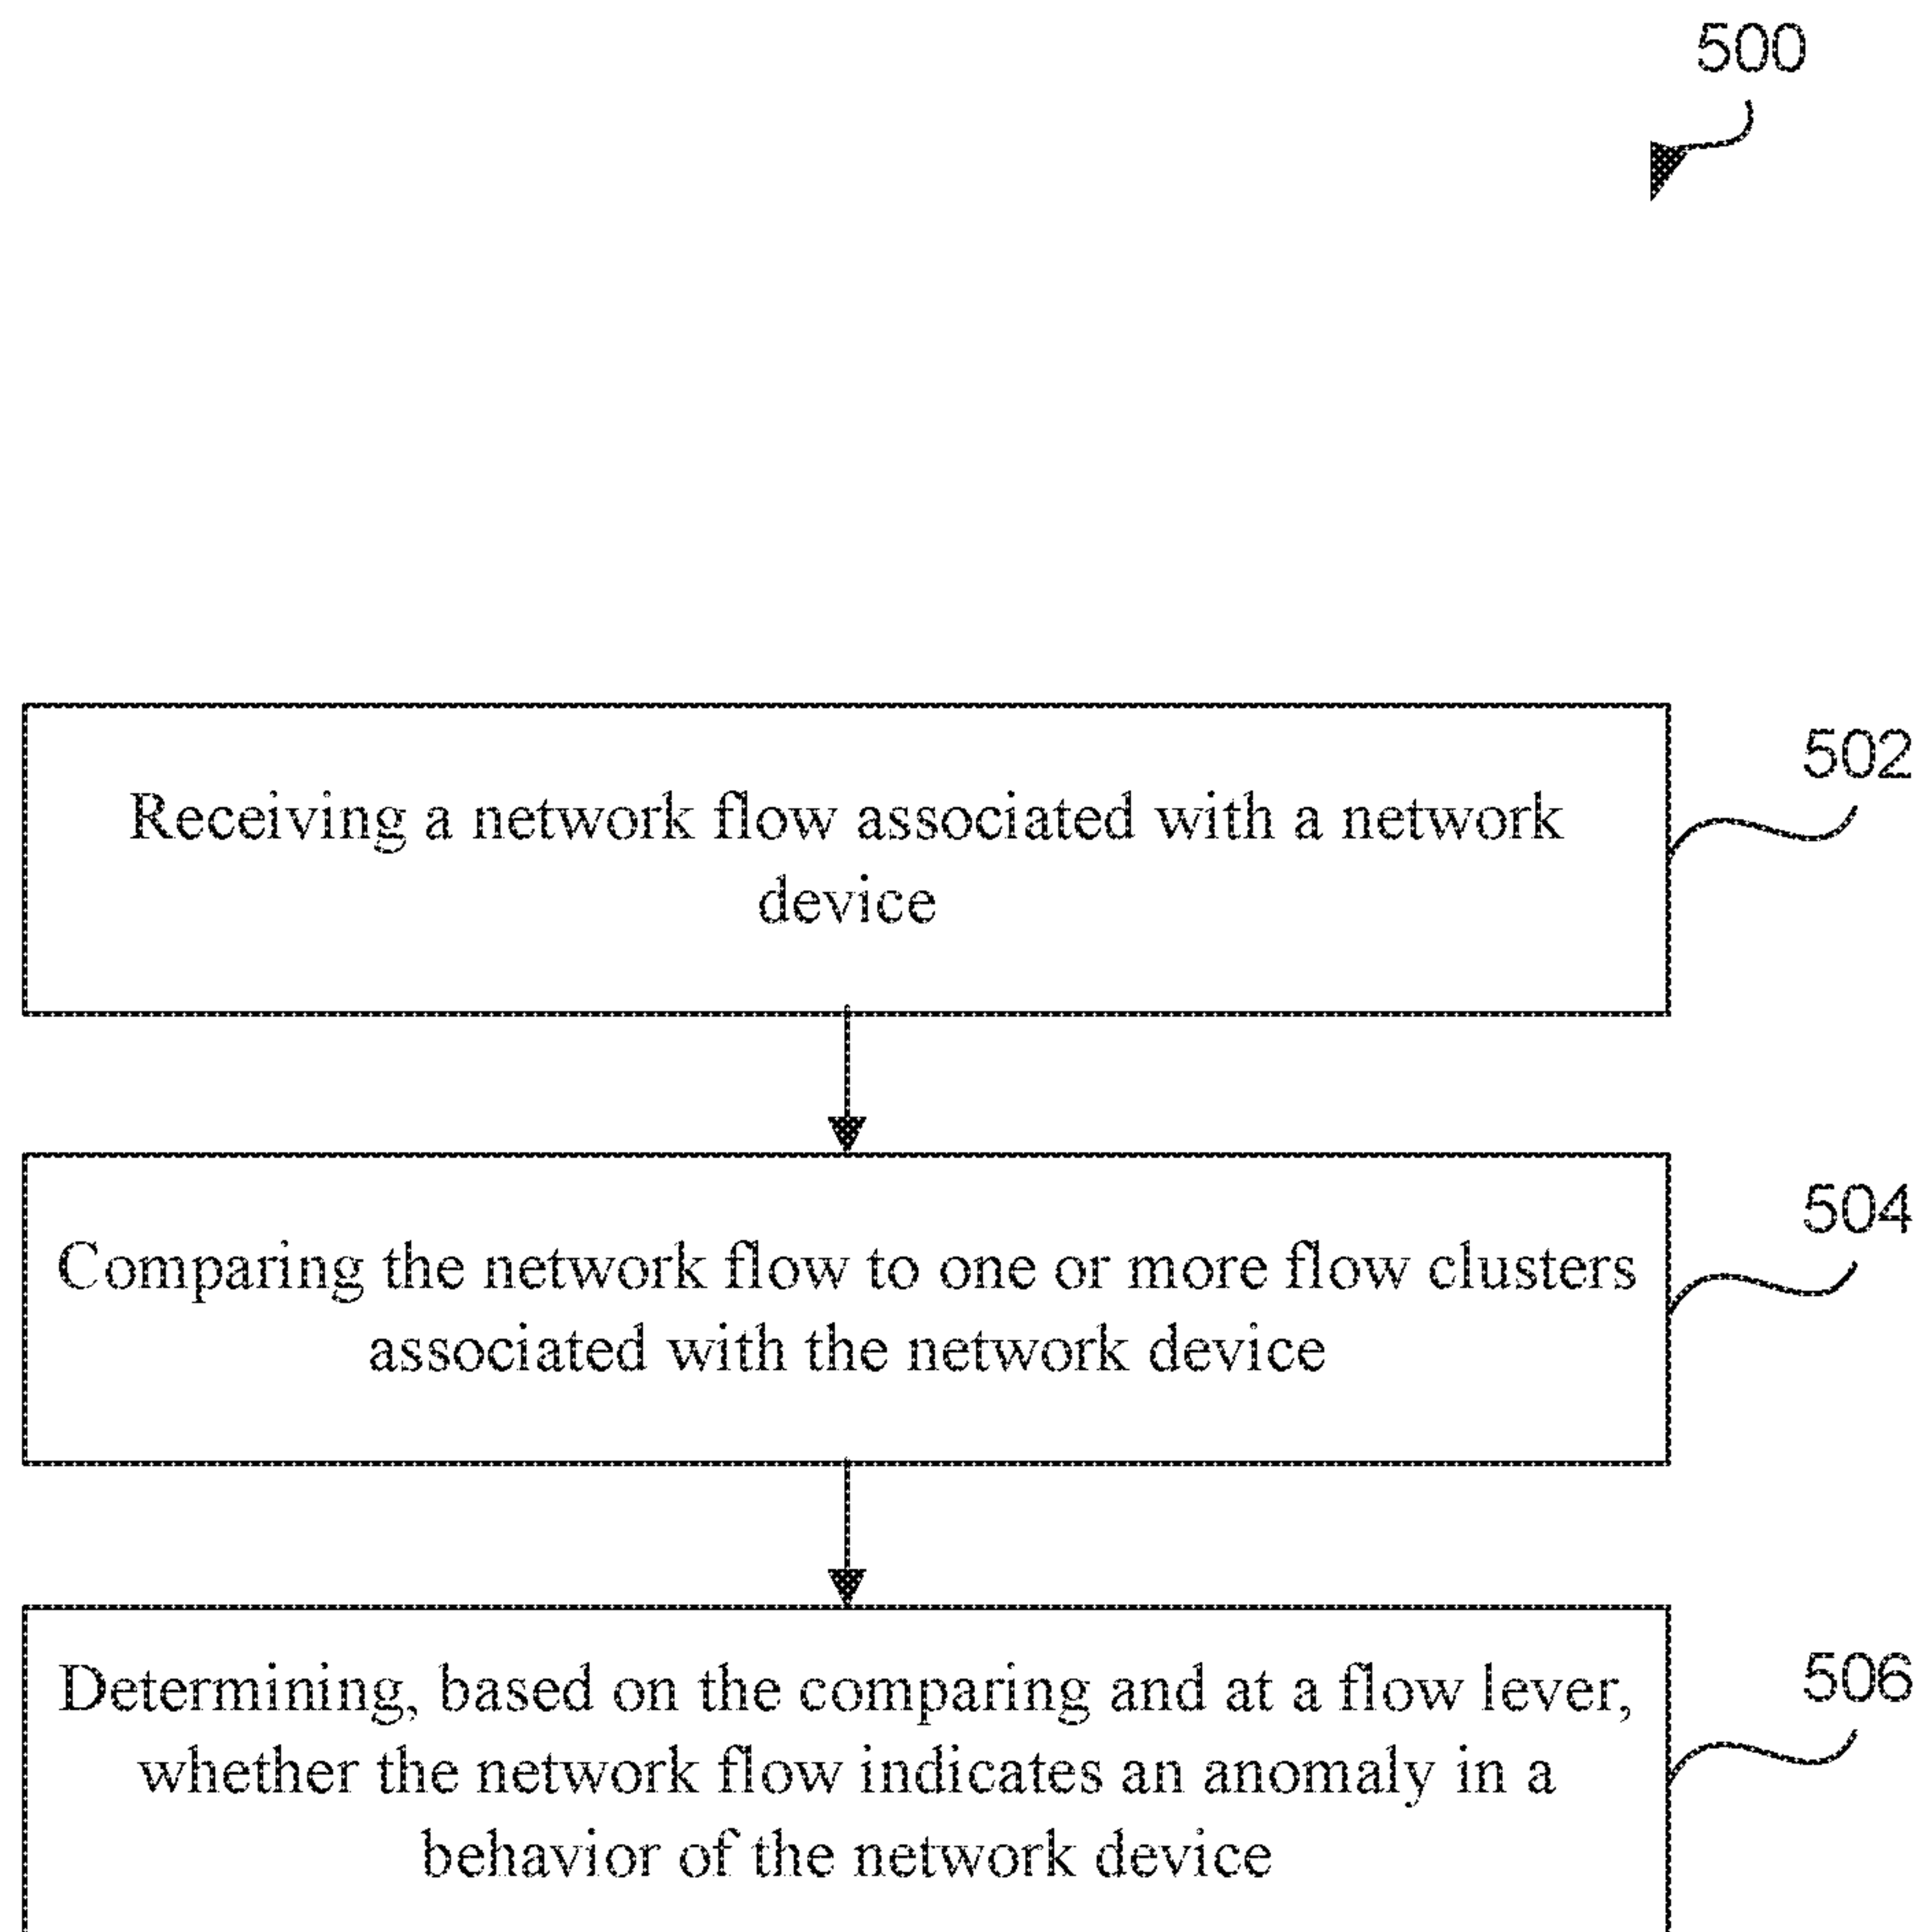 500
502
Receiving a network flow associated with a network
device
504
Comparing the network flow to one or more flow clusters
associated with the network device
506
Determining, based on the comparing and at a flow lever,
whether the network flow indicates an anomaly in a
behavior of the network device